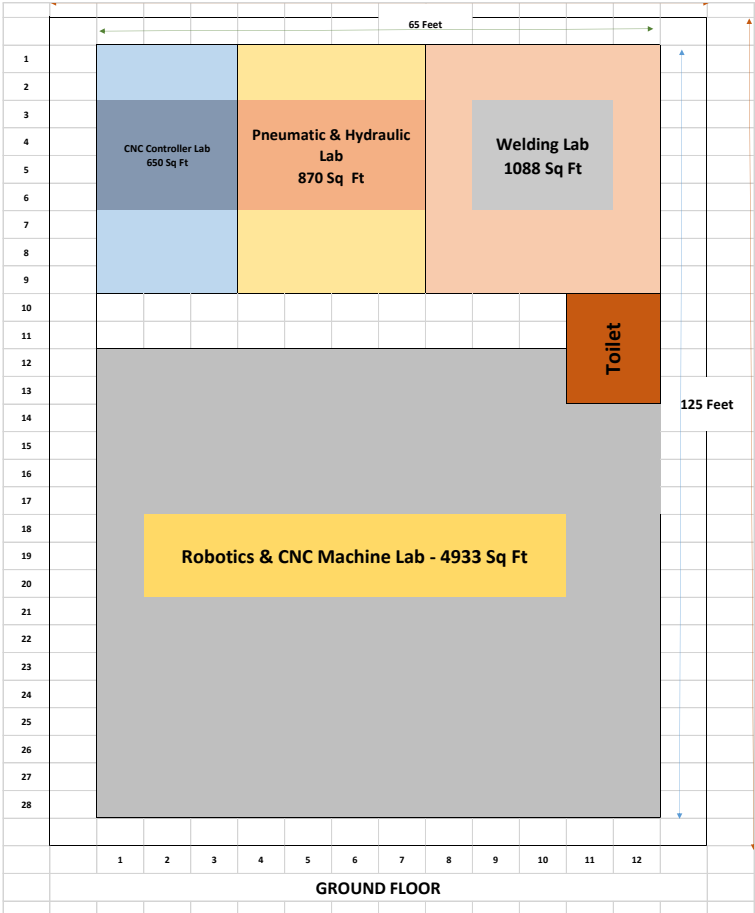 65 Feet
1
2
3
4
5
6
7
8
9
10
11
12
13
14
15
16
17
18
19
20
21
22
23
24
25
26
27
28
CNC Controller Lab
650 Sq Ft
Pneumatic & Hydraulic
Lab
870 Sq Ft
Welding Lab
1088 Sq Ft
Toilet
125 Feet
Robotics & CNC Machine Lab - 4933 Sq Ft
1 2 3 4 5 6 7 8 9 10 11 12
GROUND FLOOR